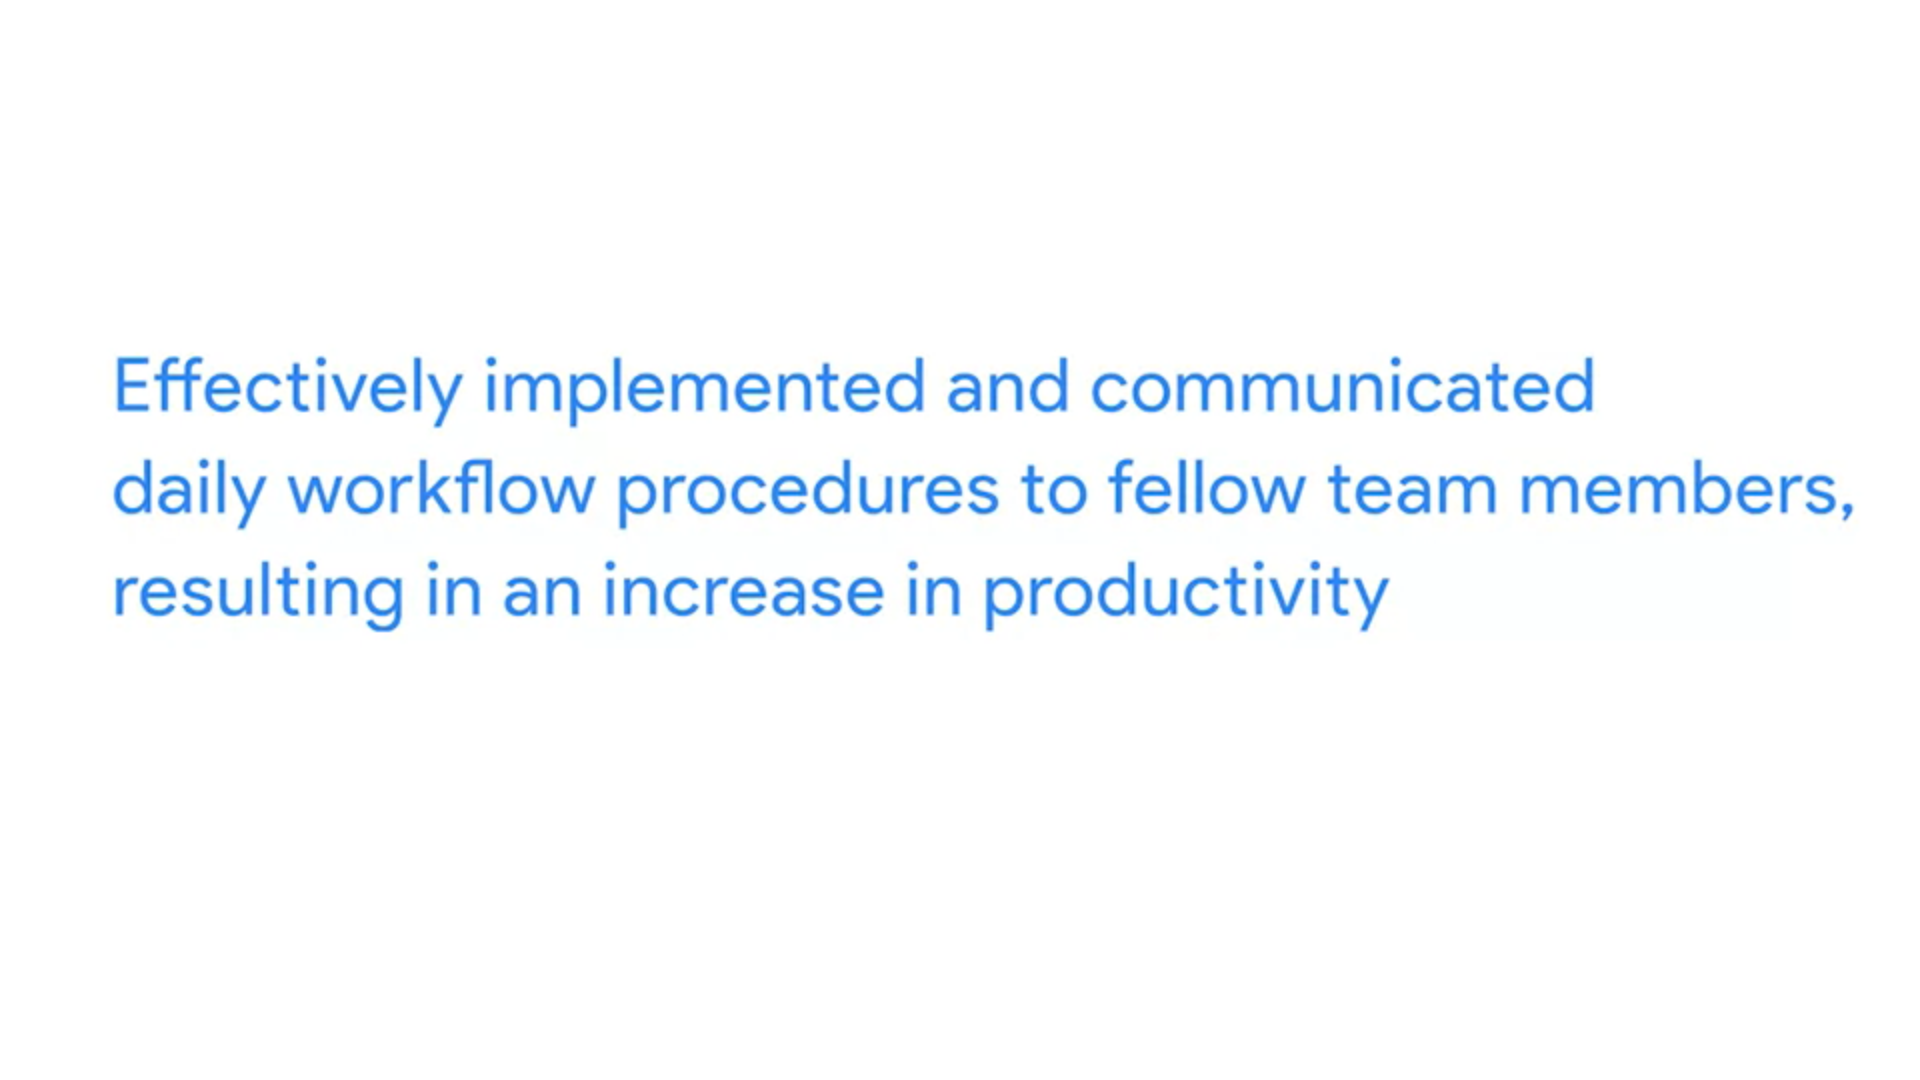 Effectively implemented and communicated
daily workflow procedures to fellow team members,
resulting in an increase in productivity